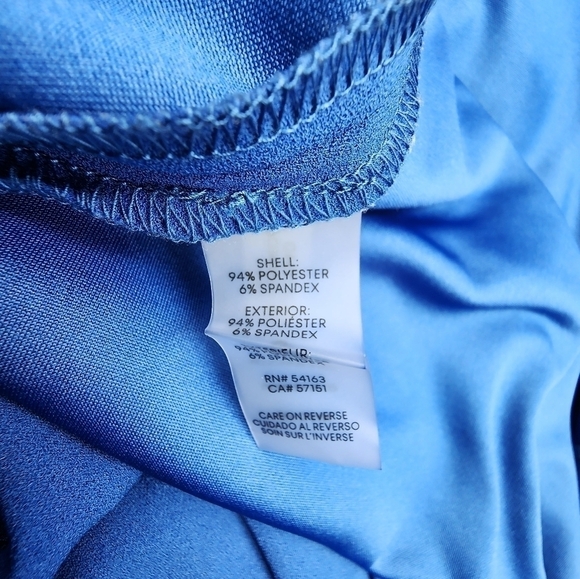 SHELL:
94% POLYESTER
6% SPANDEX
EXTERIOR:
94% POLIÉSTER
6% SPANDEX
6% SPANDEX
RN# 54163
CA# 57151
CARE ON REVERSE
CUIDADO AL REVERSO
SOIN SUR L'INVERSE